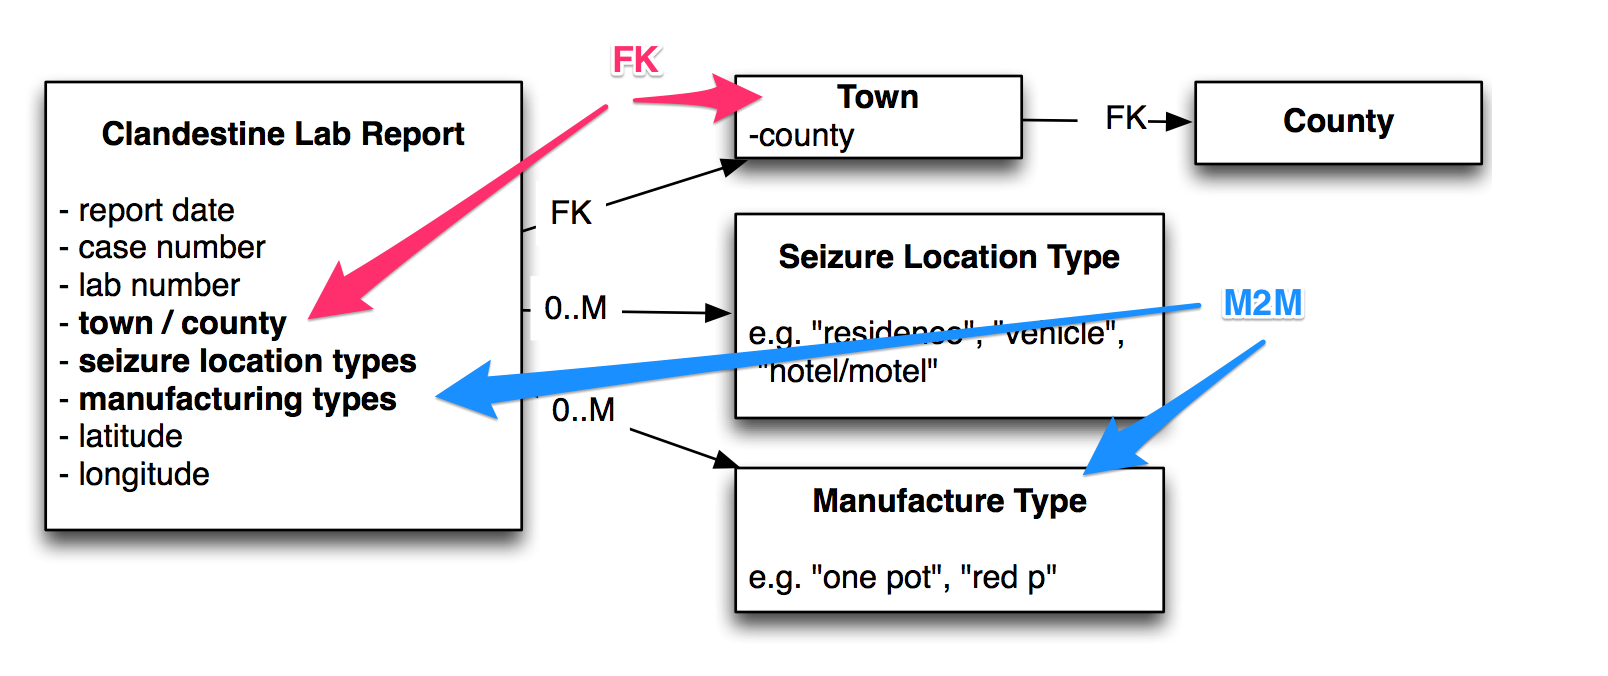 FK
Clandestine Lab Report
- report date
- case number
- lab number
- town / county
- seizure location types
- manufacturing types
- latitude
- longitude
FK
0..M
0..M
Town
-county
FK
County
Seizure Location Type
e.g. "residence", "vehicle",
"hotel/motel"
M2M
Manufacture Type
e.g. "one pot", "red p"